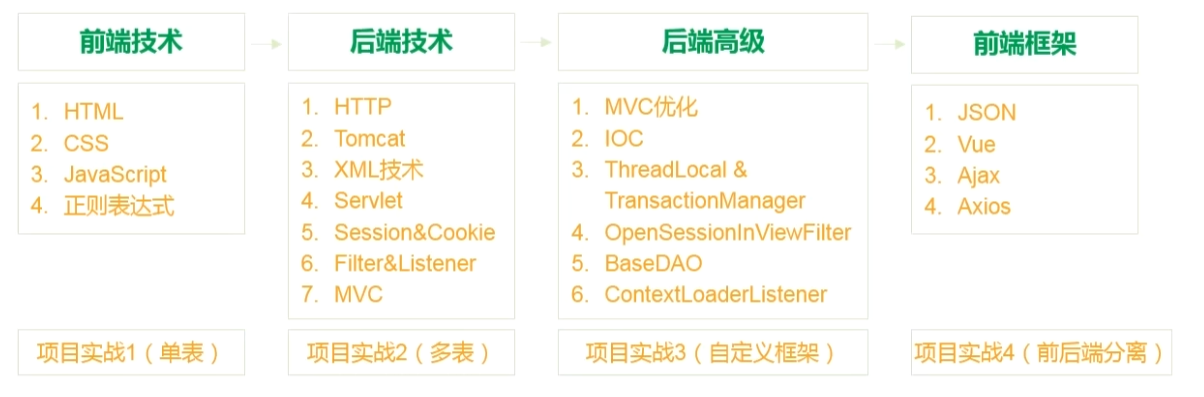 前端技术
1. HTML
2. CSS
3. JavaScript
4. 正则表达式
项目实战1（单表）
后端技术
1. HTTP
2. Tomcat
3. XML技术
4. Servlet
5. Session&Cookie
6. Filter&Listener
7. MVC
项目实战2（多表）
后端高级
1. MVC优化
2. IOC
3. ThreadLocal &
TransactionManager
4. OpenSessionInViewFilter
5. BaseDAO
6. ContextLoaderListener
项目实战3（自定义框架）
前端框架
1. JSON
2. Vue
3. Ajax
4. Axios
项目实战4（前后端分离）